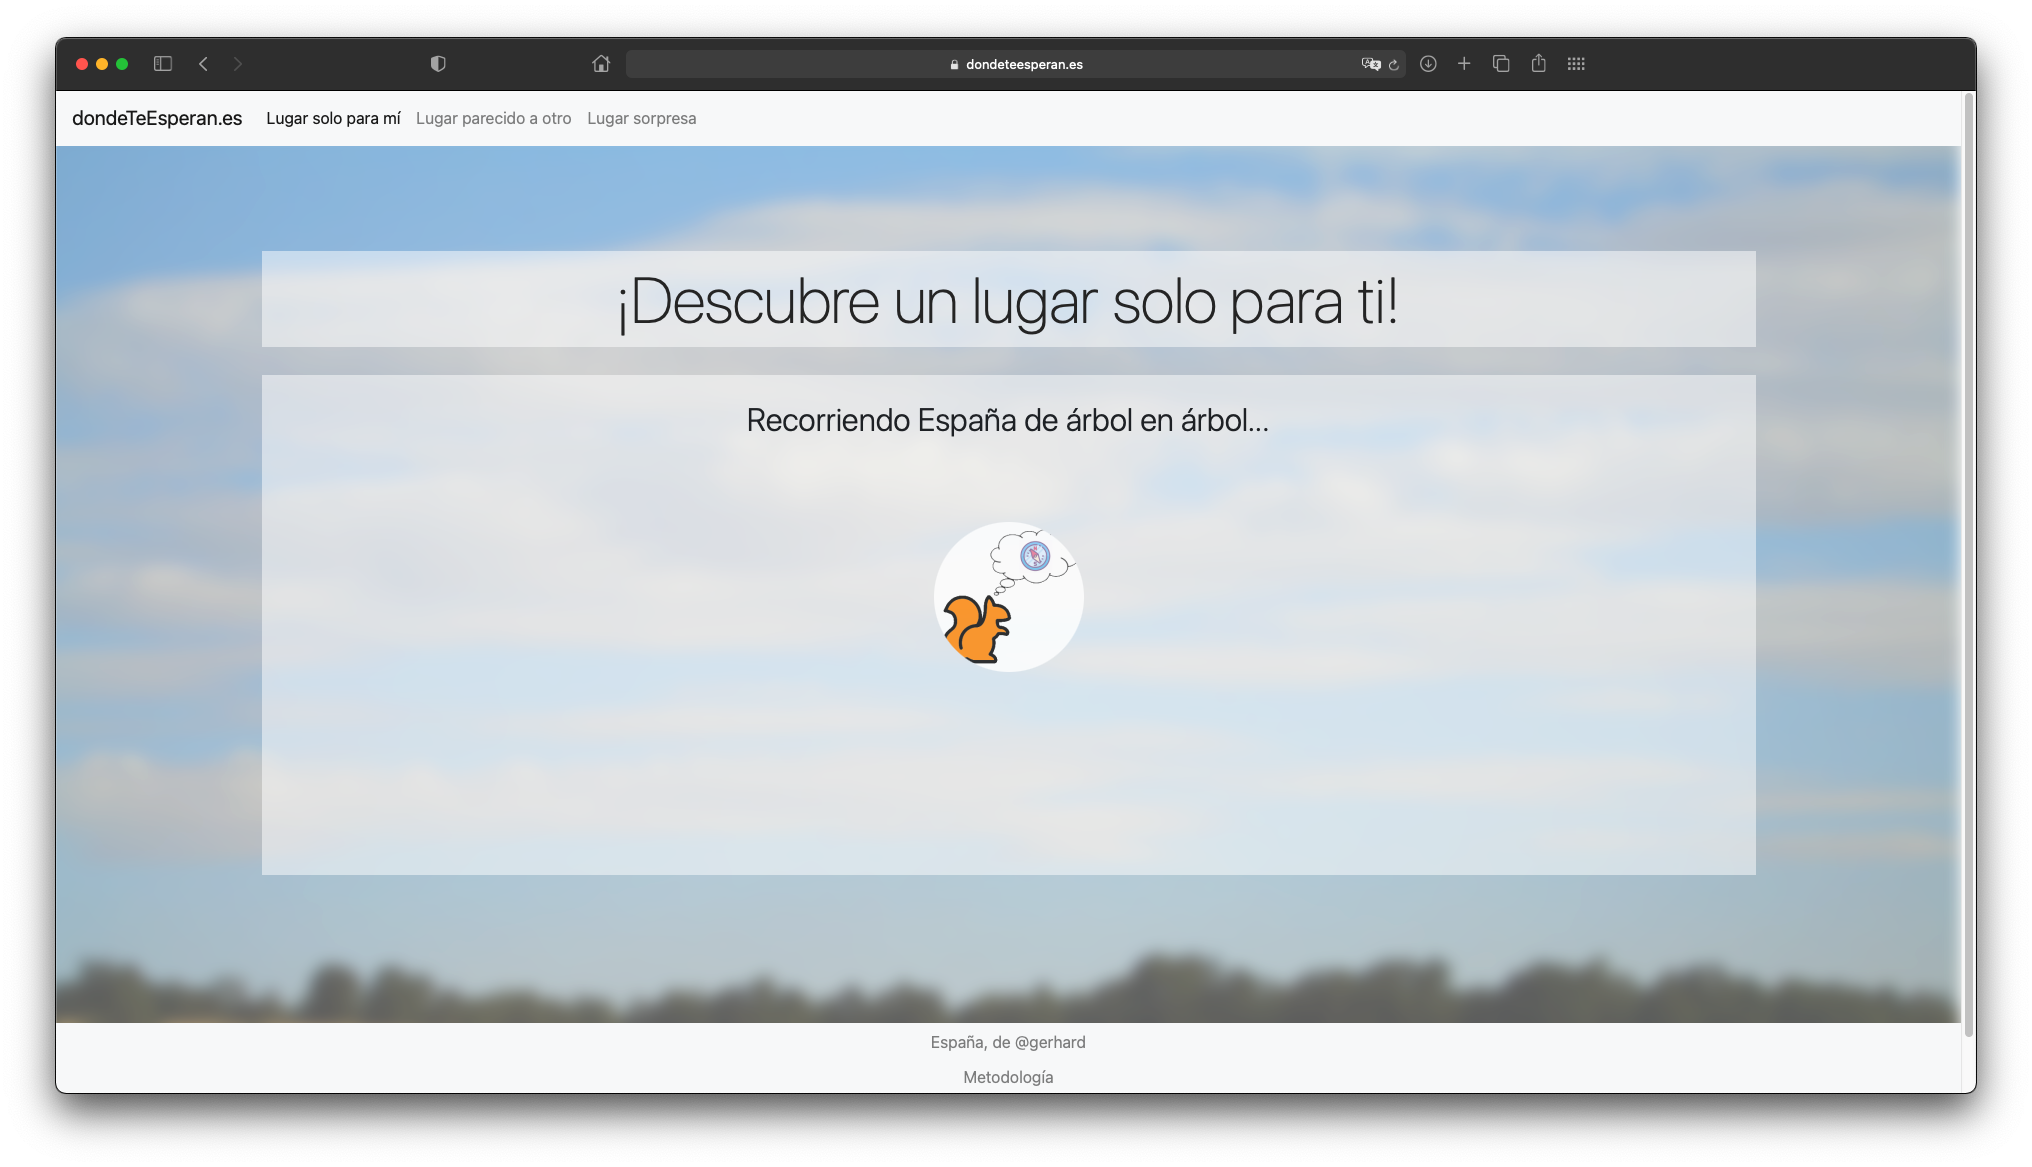 dondeteesperan.es
dondeTeEsperan.es Lugar solo para mí Lugar parecido a otro Lugar sorpresa
¡Descubre un lugar solo para ti!
Recorriendo España de árbol en árbol...
España, de @gerhard
Metodología